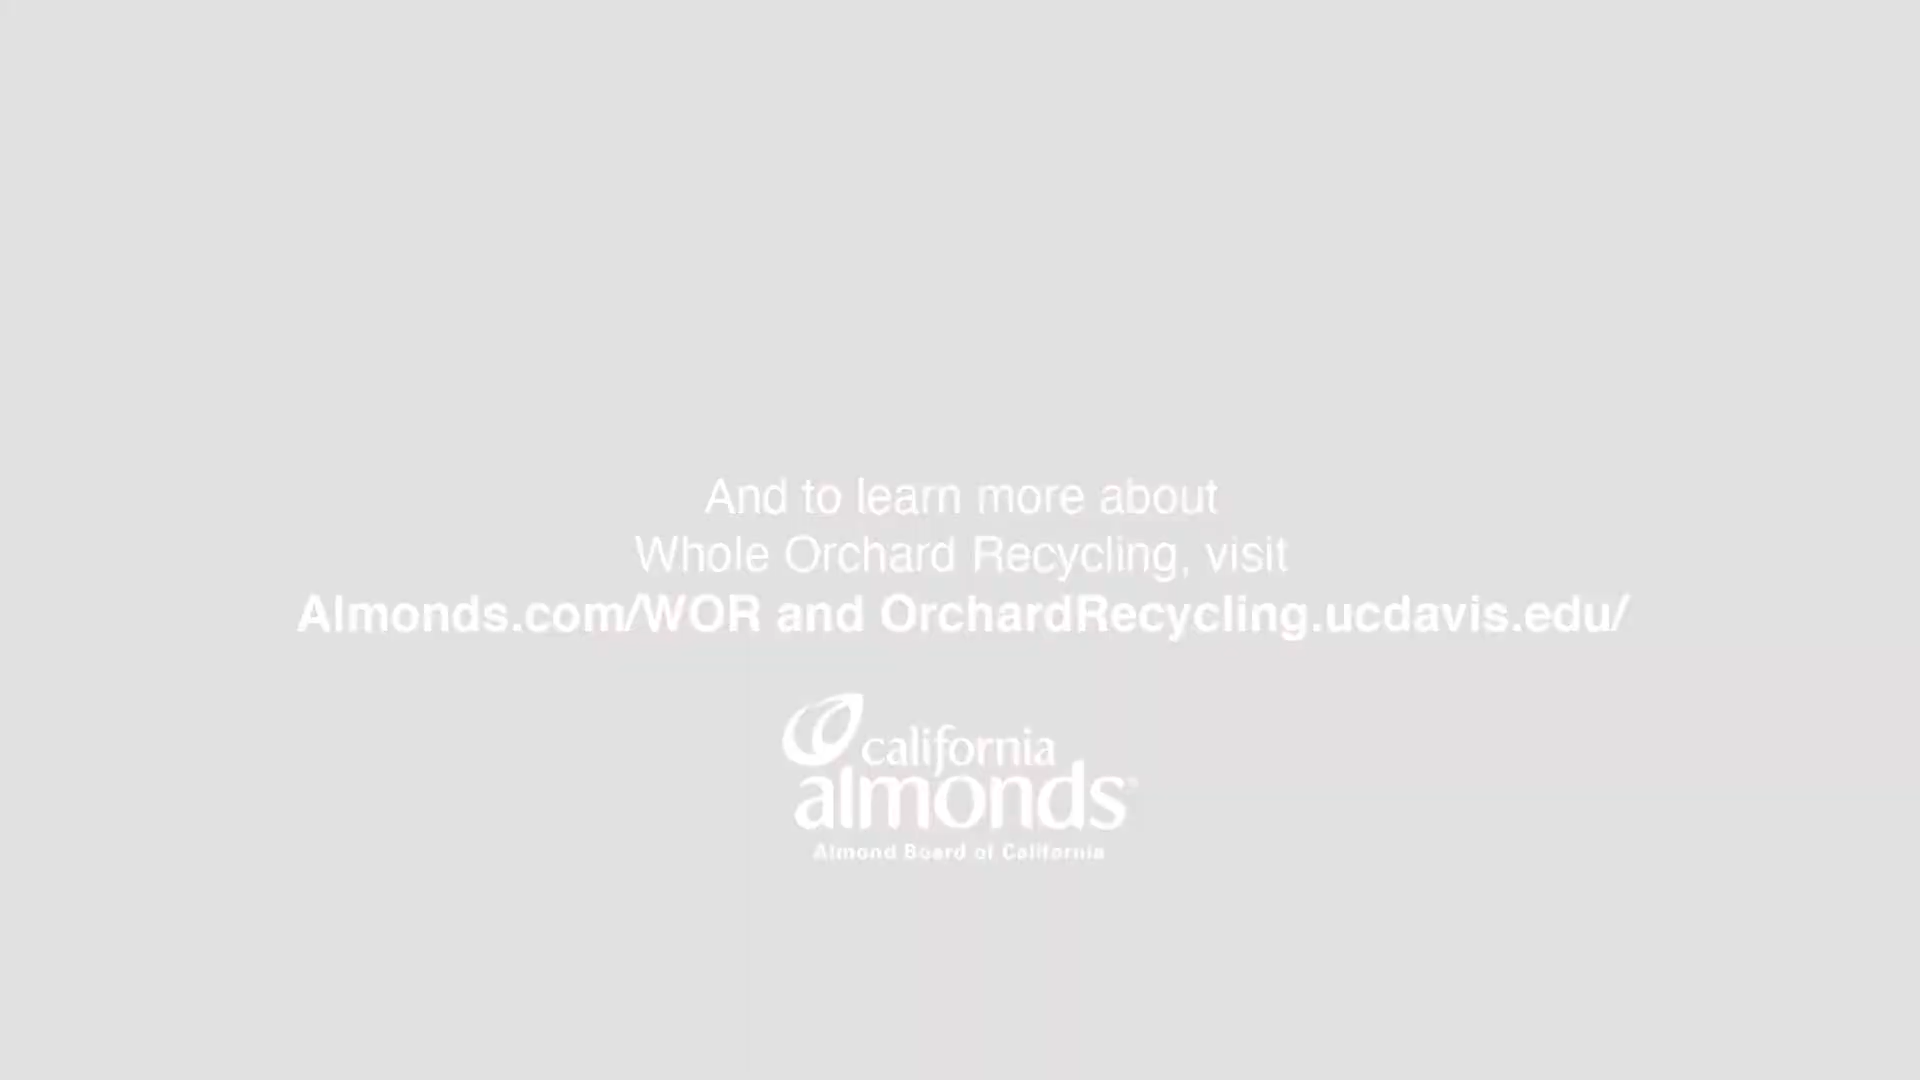 And to learn more about
Whole Orchard Recycling, visit
Almonds.com/WOR and OrchardRecycling.ucdavis.edu/
california
almonds
Almond Board of California